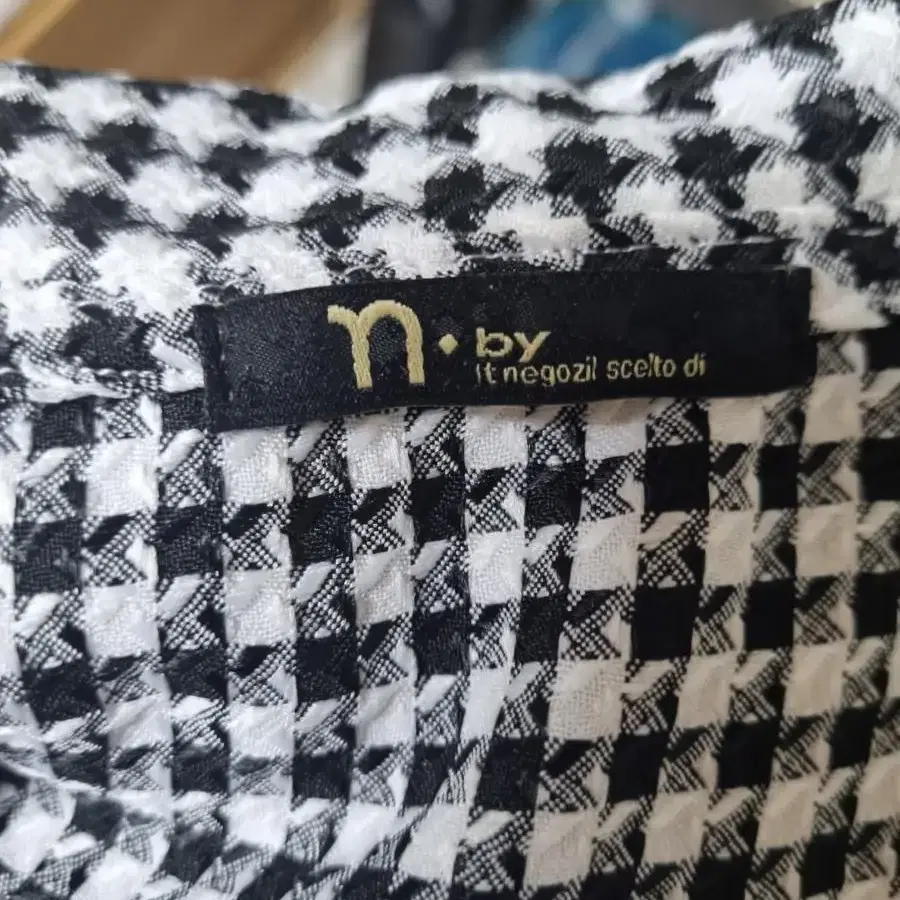 n · by
It negozil scelto di